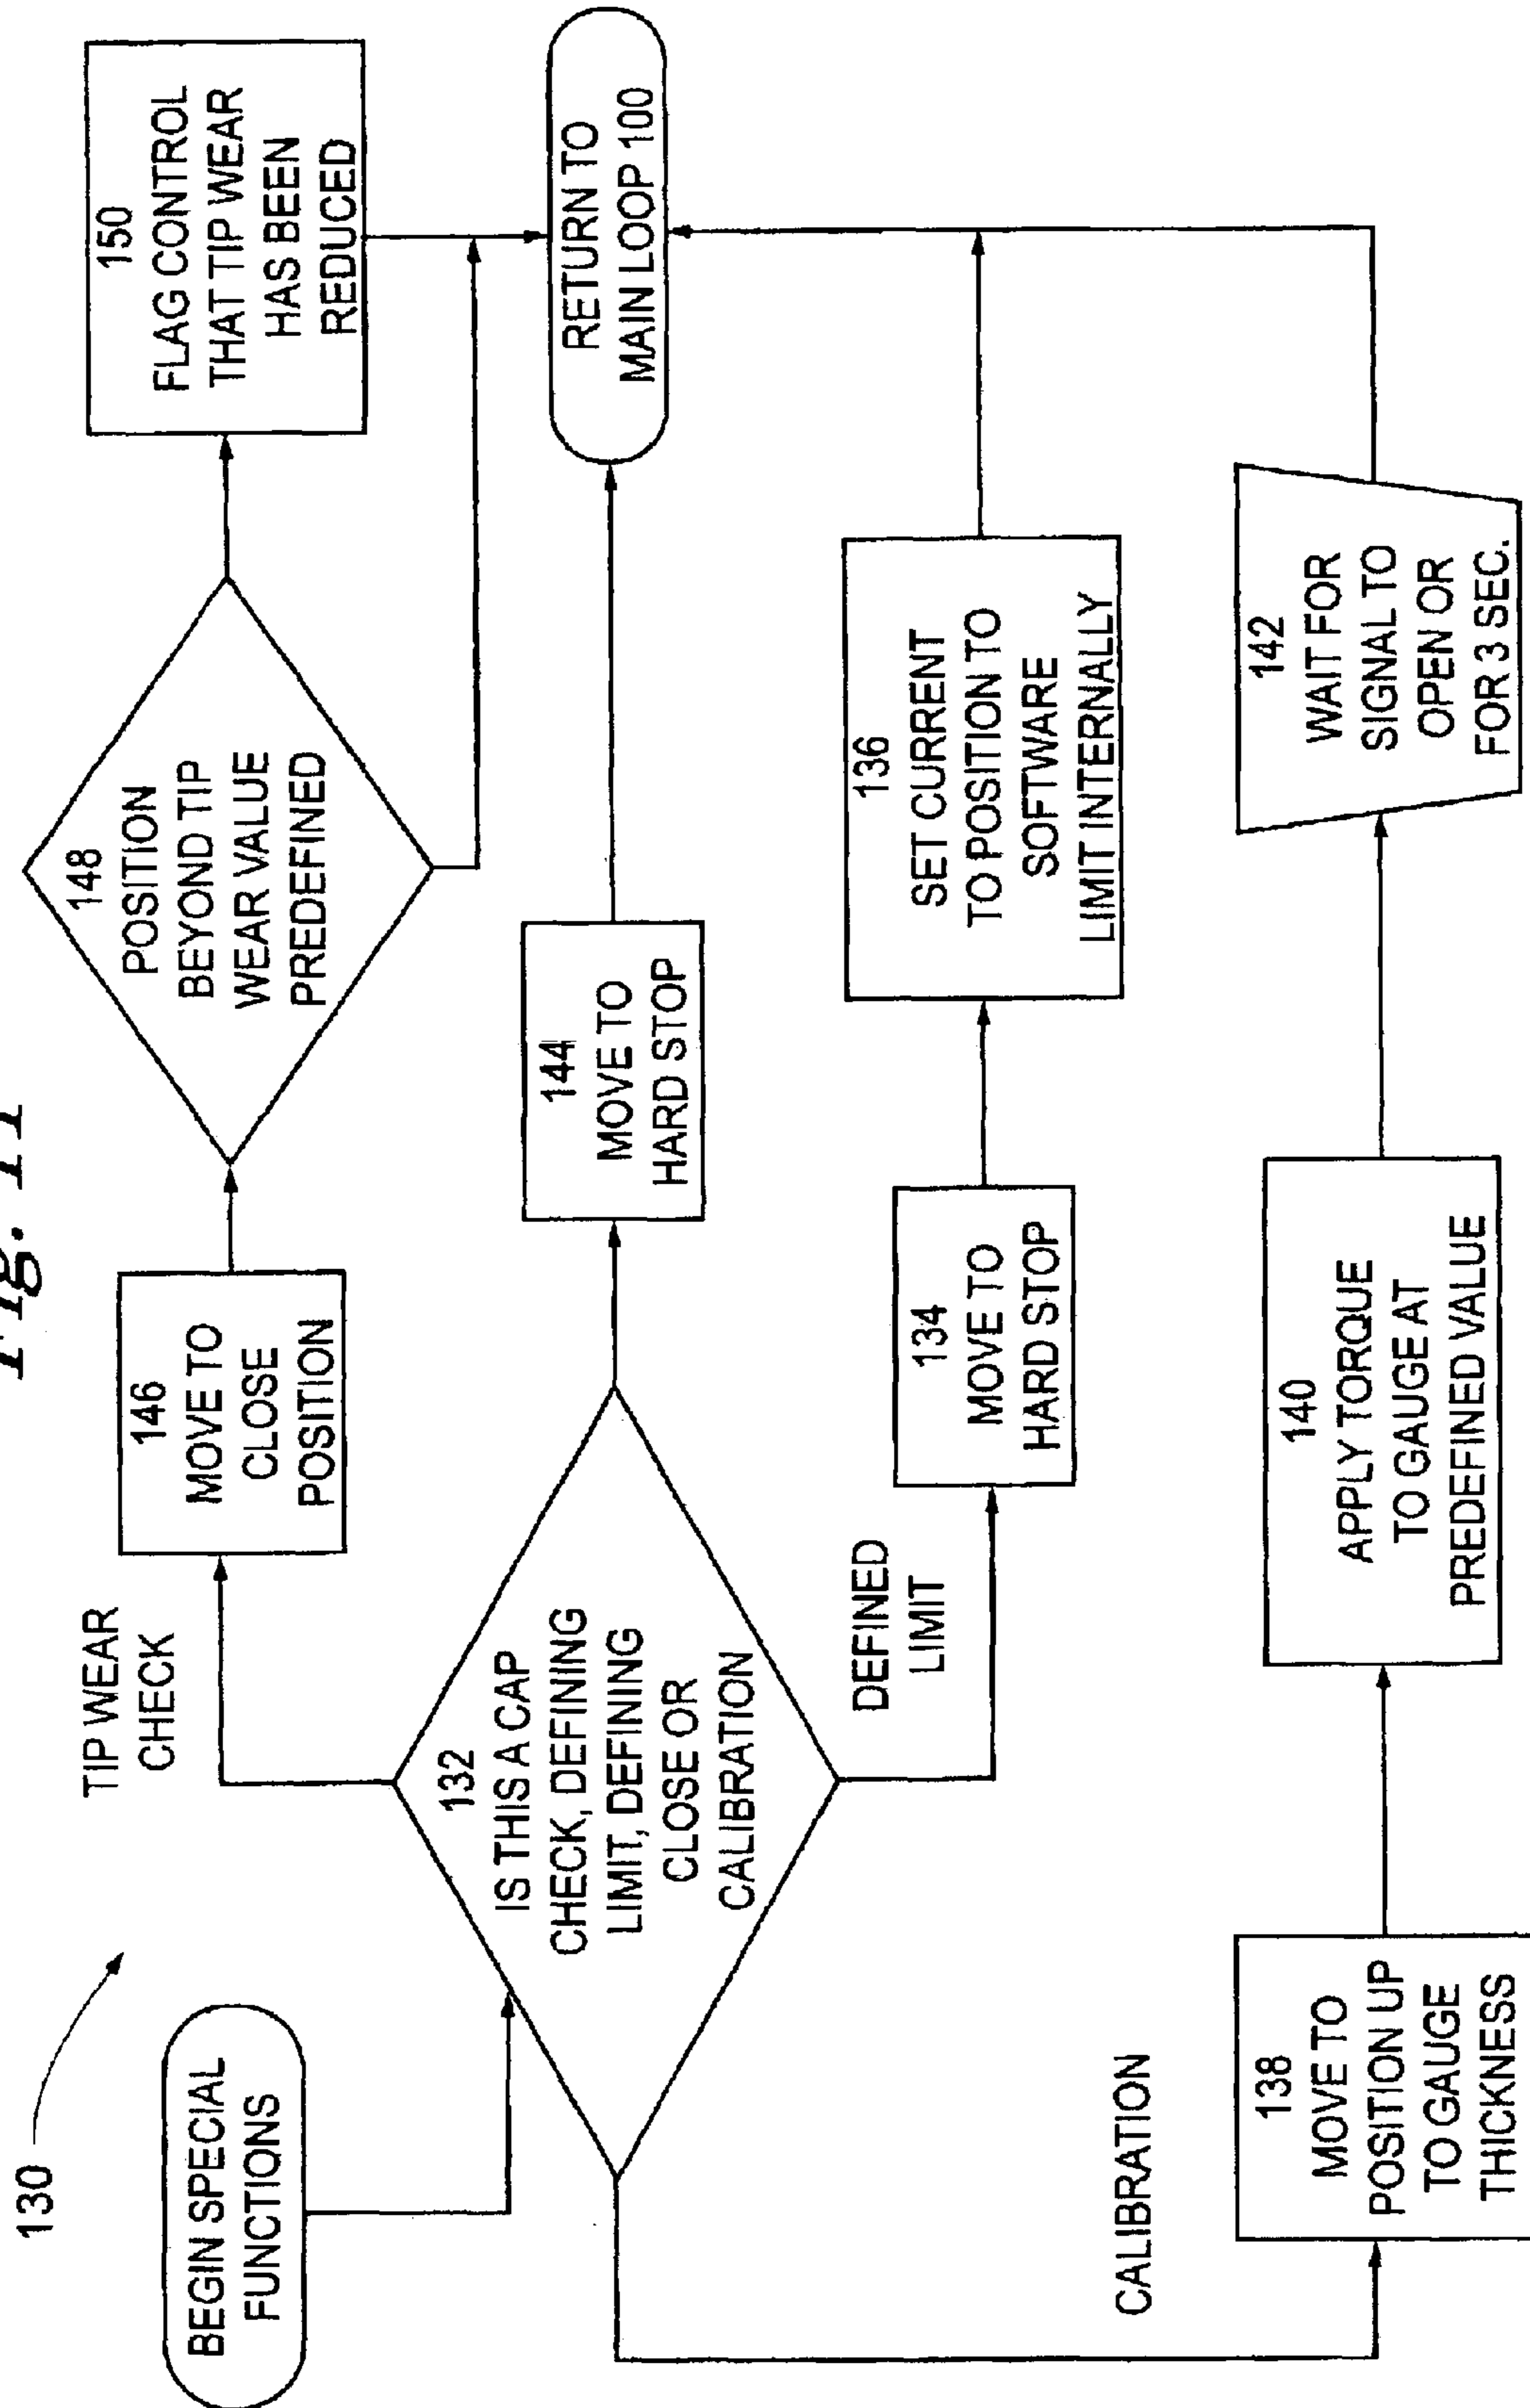 Fig. 11
130
BEGIN SPECIAL
FUNCTIONS
132
IS THIS A CAP
CHECK, DEFINING
LIMIT, DEFINING
CLOSE OR
CALIBRATION
TIP WEAR
CHECK
146
MOVE TO
CLOSE
POSITION
148
POSITION
BEYOND TIP
WEAR VALUE
PREDEFINED
150
FLAG CONTROL
THAT TIP WEAR
HAS BEEN
REDUCED
144
MOVE TO
HARD STOP
RETURN TO
MAIN LOOP 100
DEFINED
LIMIT
134
MOVE TO
HARD STOP
136
SET CURRENT
TO POSITION TO
SOFTWARE
LIMIT INTERNALLY
CALIBRATION
138
MOVE TO
POSITION UP
TO GAUGE
THICKNESS
140
APPLY TORQUE
TO GAUGE AT
PREDEFINED VALUE
142
WAIT FOR
SIGNAL TO
OPEN OR
FOR 3 SEC.